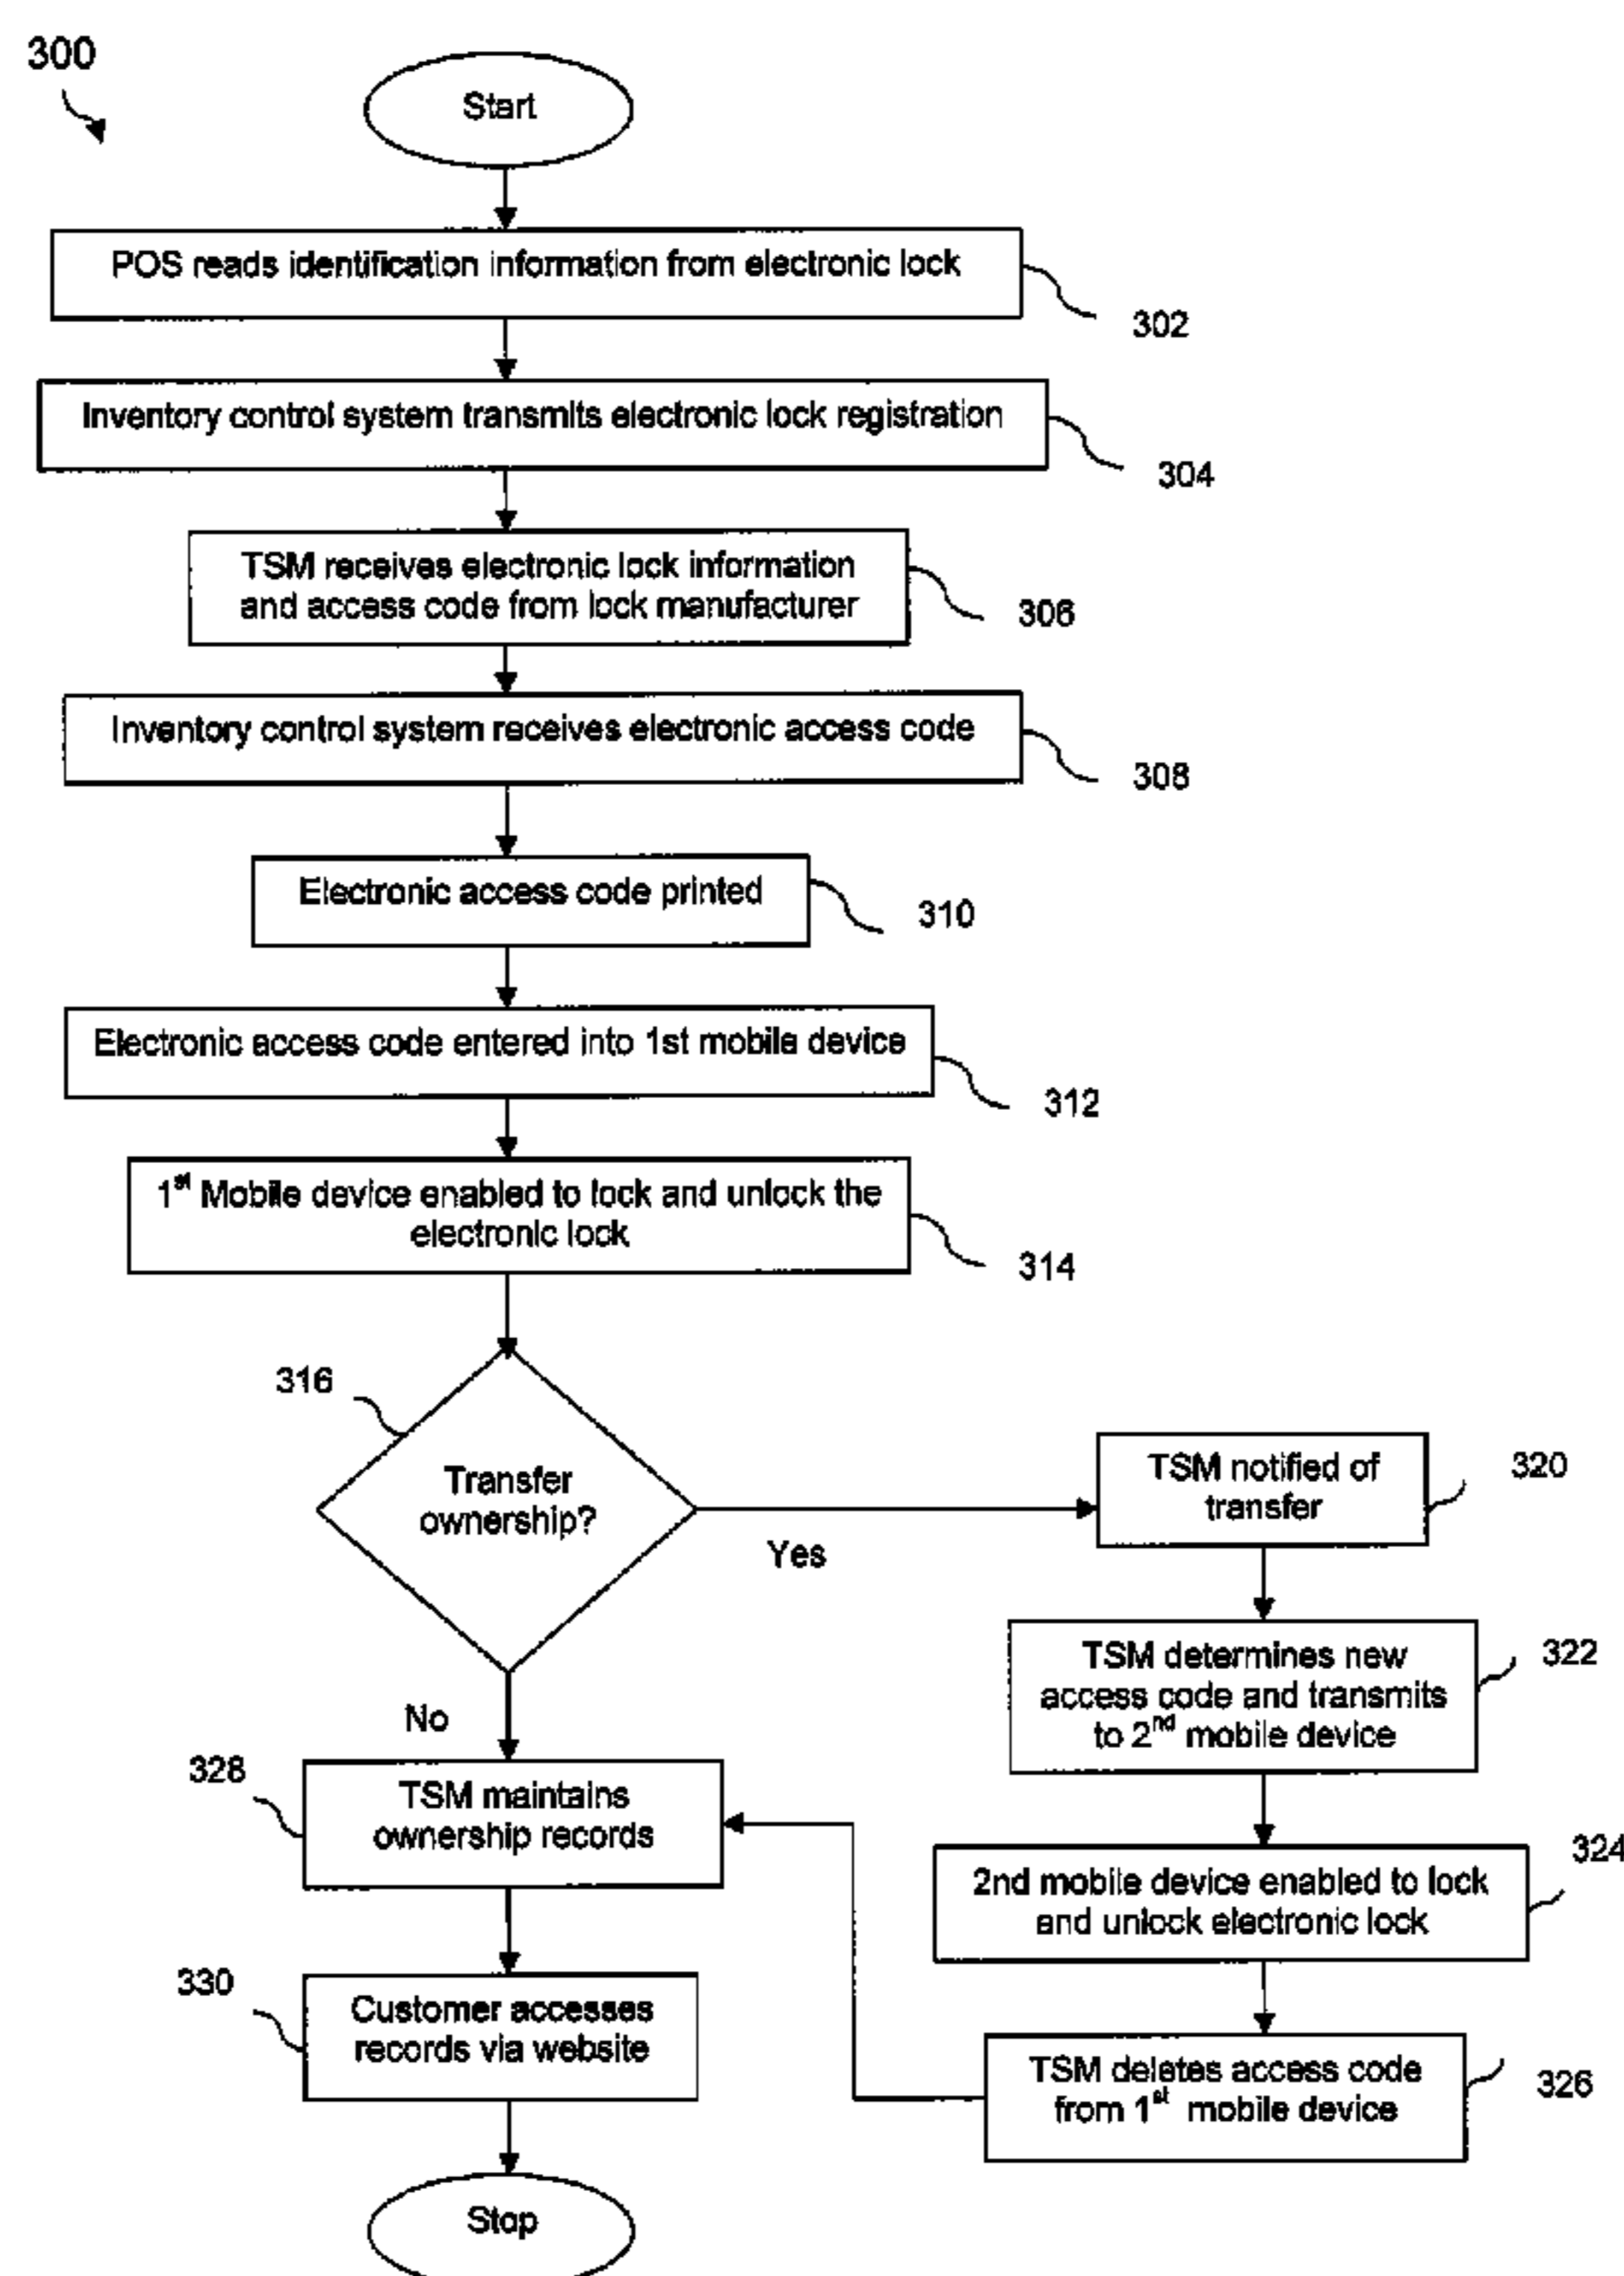 300
Start
POS reads identification information from electronic lock
302
Inventory control system transmits electronic lock registration
304
TSM receives electronic lock information
and access code from lock manufacturer
306
Inventory control system receives electronic access code
308
Electronic access code printed
310
Electronic access code entered into 1st mobile device
312
1st Mobile device enabled to lock and unlock the
electronic lock
314
316
Transfer
ownership?
Yes
TSM notified of
transfer
320
TSM determines new
access code and transmits
to 2nd mobile device
322
2nd mobile device enabled to lock
and unlock electronic lock
324
TSM deletes access code
from 1st mobile device
326
No
328
TSM maintains
ownership records
330
Customer accesses
records via website
Stop